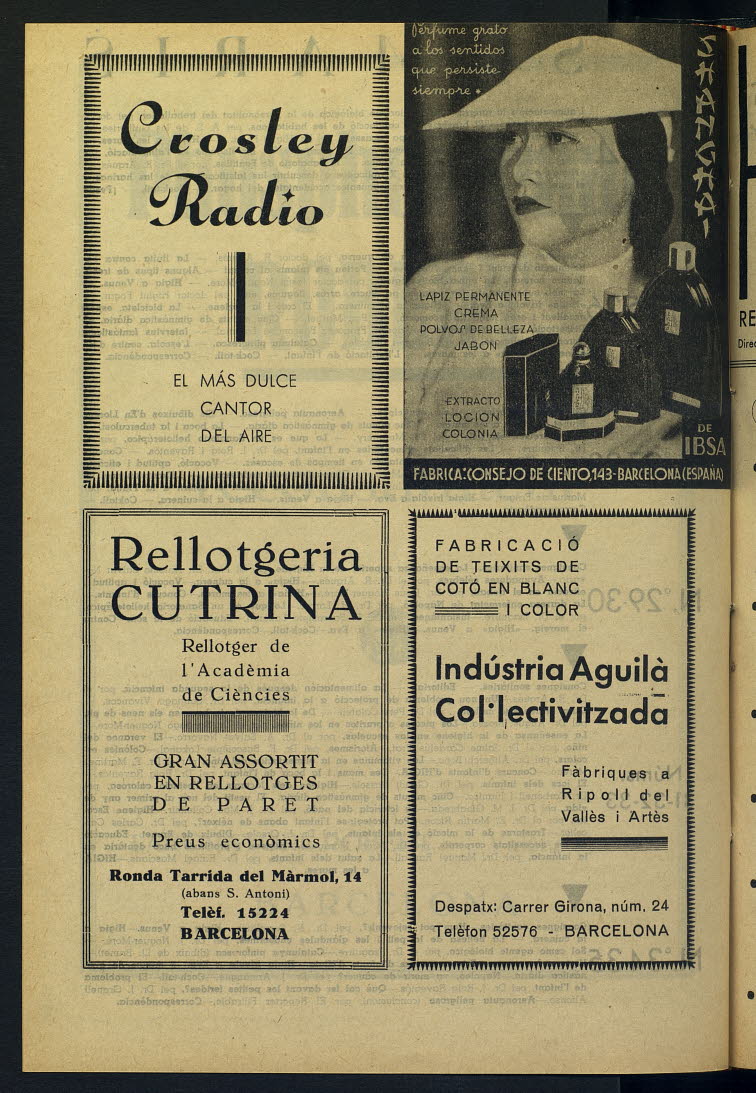 Crosley
Radio
EL MÁS DULCE
CANTOR
DEL AIRE
Perfume grato
a los sentidos
que persiste
siempre.
LAPIZ PERMANENTE
CREMA
POLVOS DE BELLEZA
JABON
EXTRACTO
LOCION
COLONIA
DE
IBSA
FABRICA: CONSEJO DE CIENTO, 143-BARCELONA (ESPAÑA)
Rellotgeria
CUTRINA
Rellotger de
l'Acadèmia
de Ciències
GRAN ASSORTIT
EN RELLOTGES
DE PARET
Preus econòmics
Ronda Tarrida del Màrmol, 14
(abans S. Antoni)
Telèf. 15224
BARCELONA
FABRICACIÓ
DE TEIXITS DE
COTÓ EN BLANC
I COLOR
Indústria Aguilà
Col·lectivitzada
Fàbriques a
Ripoll del
Vallès i Artès
Despatx: Carrer Girona, núm. 24
Telèfon 52576 - BARCELONA